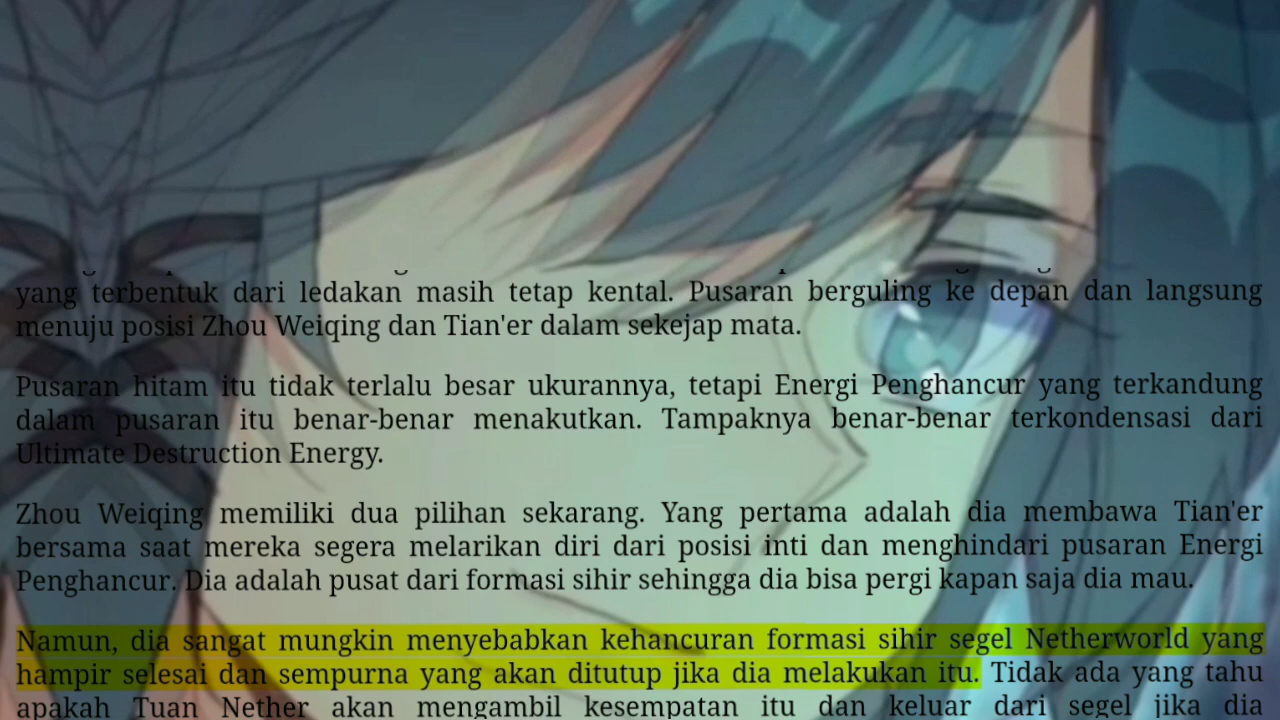 yang terbentuk dari ledakan masih tetap kental. Pusaran berguling ke depan dan langsung
menuju posisi Zhou Weiqing dan Tian'er dalam sekejap mata.
Pusaran hitam itu tidak terlalu besar ukurannya, tetapi Energi Penghancur yang terkandung
dalam pusaran itu benar-benar menakutkan. Tampaknya benar-benar terkondensasi dari
Ultimate Destruction Energy.
Zhou Weiqing memiliki dua pilihan sekarang. Yang pertama adalah dia membawa Tian'er
bersama saat mereka segera melarikan diri dari posisi inti dan menghindari pusaran Energi
Penghancur. Dia adalah pusat dari formasi sihir sehingga dia bisa pergi kapan saja dia mau.
Namun, dia sangat mungkin menyebabkan kehancuran formasi sihir segel Netherworld yang
hampir selesai dan sempurna yang akan ditutup jika dia melakukan itu. Tidak ada yang tahu
apakah Tuan Nether akan mengambil kesempatan itu dan keluar dari segel jika dia